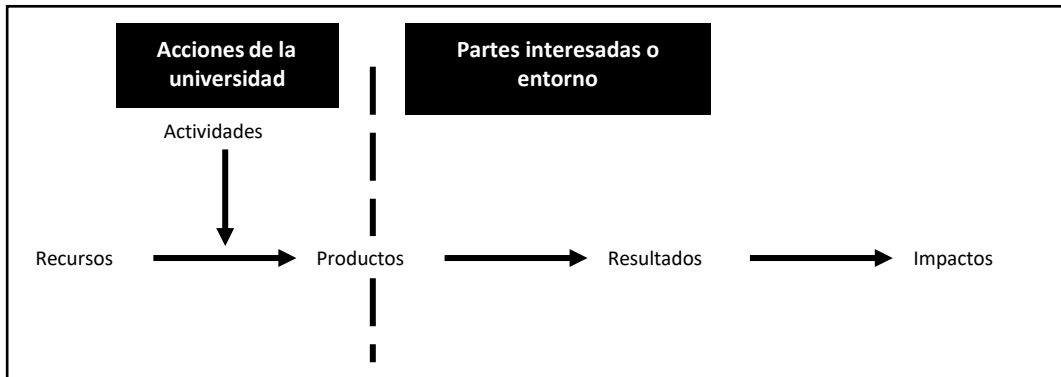 Acciones de la
universidad
Partes interesadas o
entorno
Actividades
Recursos
Productos
Resultados
Impactos